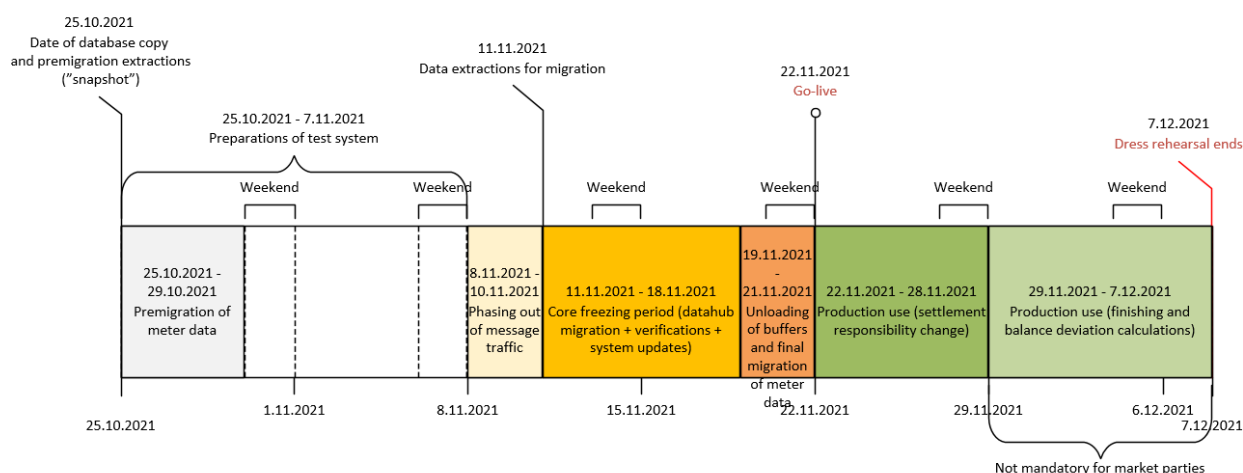 25.10.2021
Date of database copy
and premigration extractions
(”snapshot”)
11.11.2021
Data extractions for migration
22.11.2021
Go-live
25.10.2021 - 7.11.2021
Preparations of test system
7.12.2021
Dress rehearsal ends
Weekend
Weekend
Weekend
Weekend
Weekend
Weekend
25.10.2021 -
29.10.2021
Premigration of
meter data
8.11.2021 -
10.11.2021
Phasing out
of message
traffic
11.11.2021 - 18.11.2021
Core freezing period (datahub
migration + verifications +
system updates)
19.11.2021
-
21.11.2021
Unloading
of buffers
and final
migration
of meter
data
22.11.2021 - 28.11.2021
Production use (settlement
responsibility change)
29.11.2021 - 7.12.2021
Production use (finishing and
balance deviation calculations)
25.10.2021
1.11.2021
8.11.2021
15.11.2021
22.11.2021
29.11.2021
6.12.2021
7.12.2021
Not mandatory for market parties